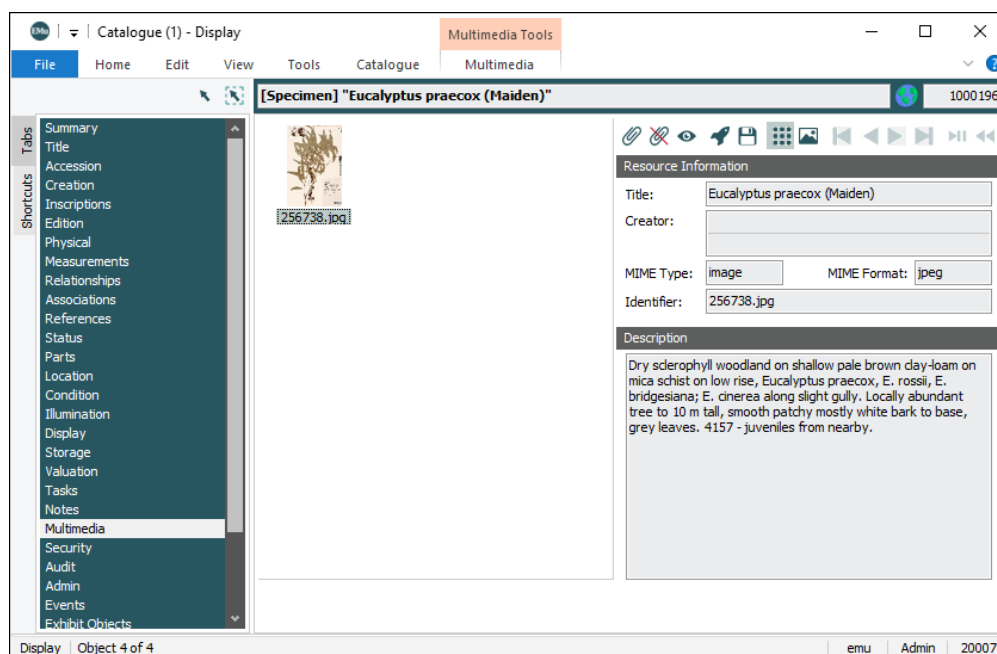 EMu
Catalogue (1) - Display
Multimedia Tools
File Home Edit View Tools Catalogue Multimedia
?
[Specimen] "Eucalyptus praecox (Maiden)" 1000196
Tabs
Shortcuts
Summary
Title
Accession
Creation
Inscriptions
Edition
Physical
Measurements
Relationships
Associations
References
Status
Parts
Location
Condition
Illumination
Display
Storage
Valuation
Tasks
Notes
Multimedia
Security
Audit
Admin
Events
Exhibit Objects
256738.jpg
Resource Information
Title: Eucalyptus praecox (Maiden)
Creator:
MIME Type: image MIME Format: jpeg
Identifier: 256738.jpg
Description
Dry sclerophyll woodland on shallow pale brown clay-loam on
mica schist on low rise, Eucalyptus praecox, E. rossii, E.
bridgesiana; E. cinerea along slight gully. Locally abundant
tree to 10 m tall, smooth patchy mostly white bark to base,
grey leaves. 4157 - juveniles from nearby.
Display Object 4 of 4 emu Admin 20007